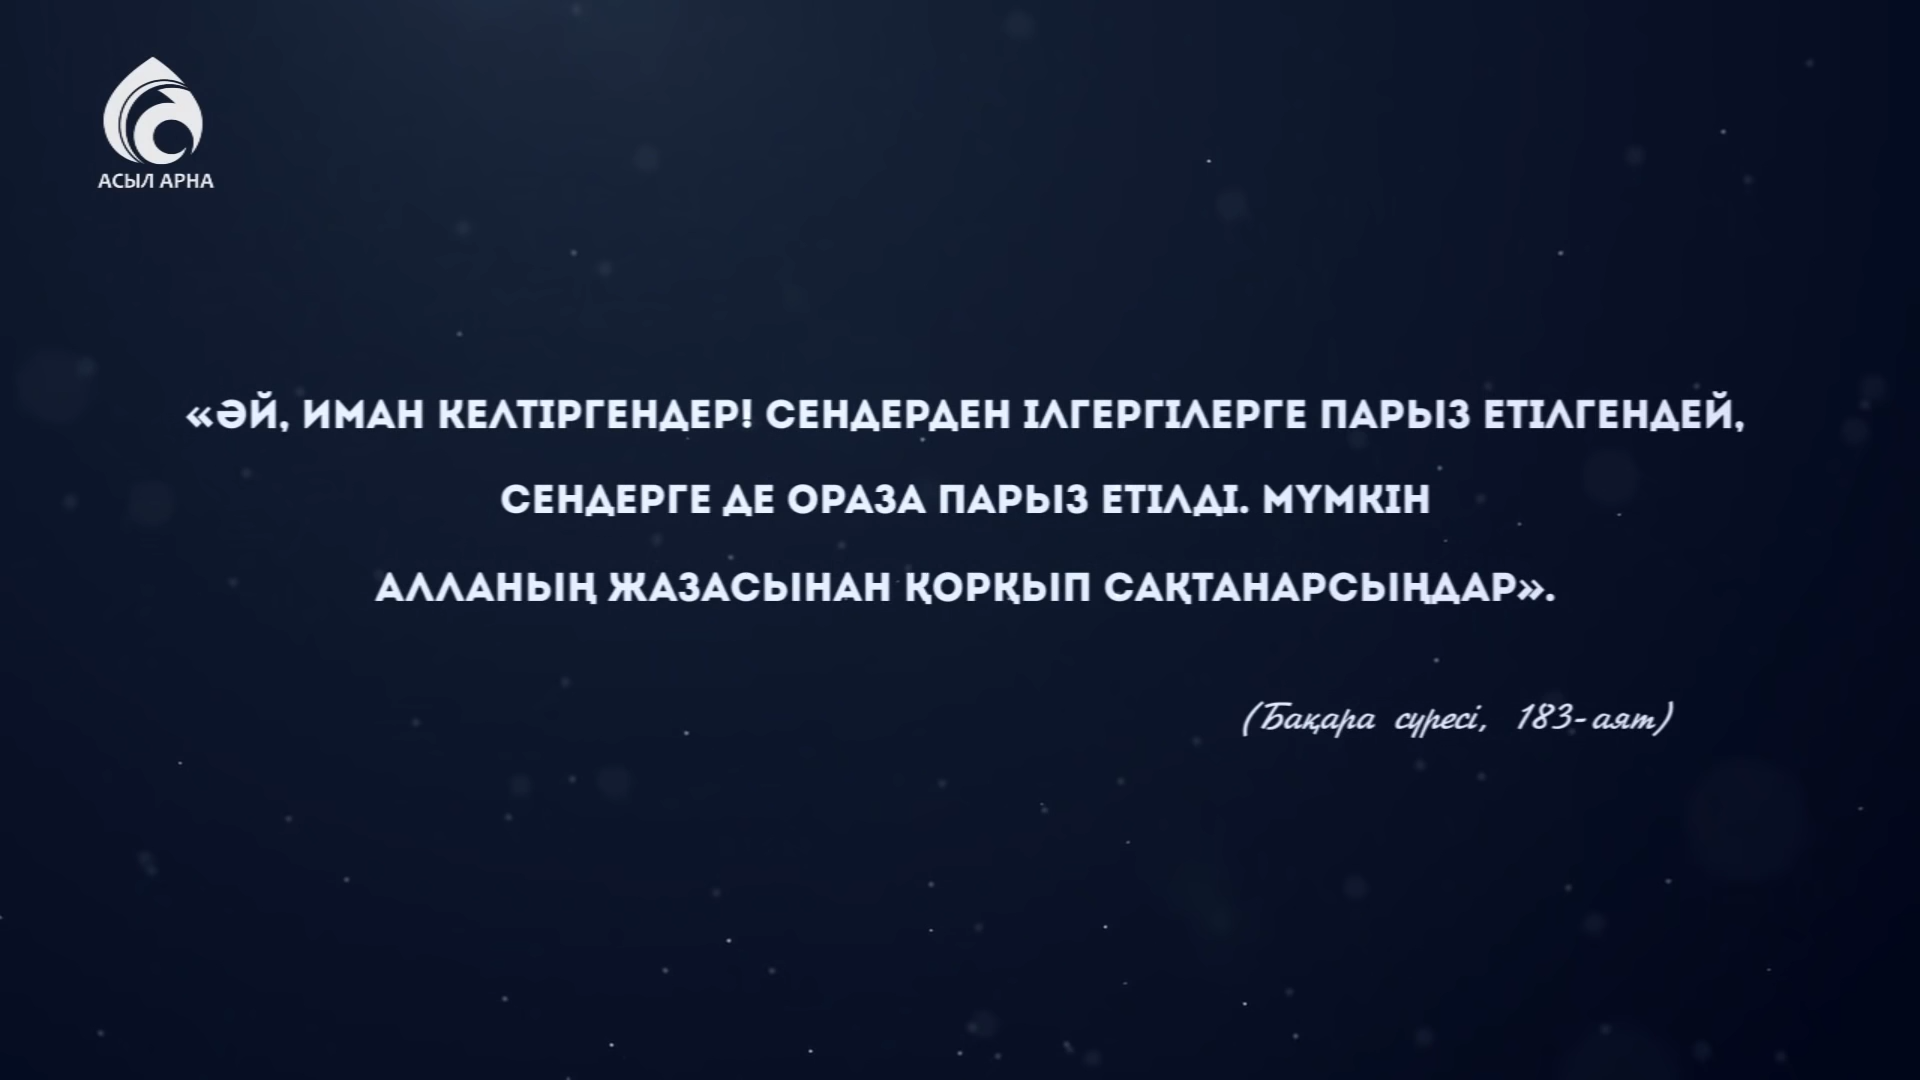 АСЫЛ АРНА
«ӘЙ, ИМАН КЕЛТІРГЕНДЕР! СЕНДЕРДЕН ІЛГЕРГІЛЕРГЕ ПАРЫЗ ЕТІЛГЕНДЕЙ,
СЕНДЕРГЕ ДЕ ОРАЗА ПАРЫЗ ЕТІЛДІ. МҮМКІН
АЛЛАНЫҢ ЖАЗАСЫНАН ҚОРҚЫП САҚТАНАРСЫҢДАР».
(Бақара сүресі, 183-аят)